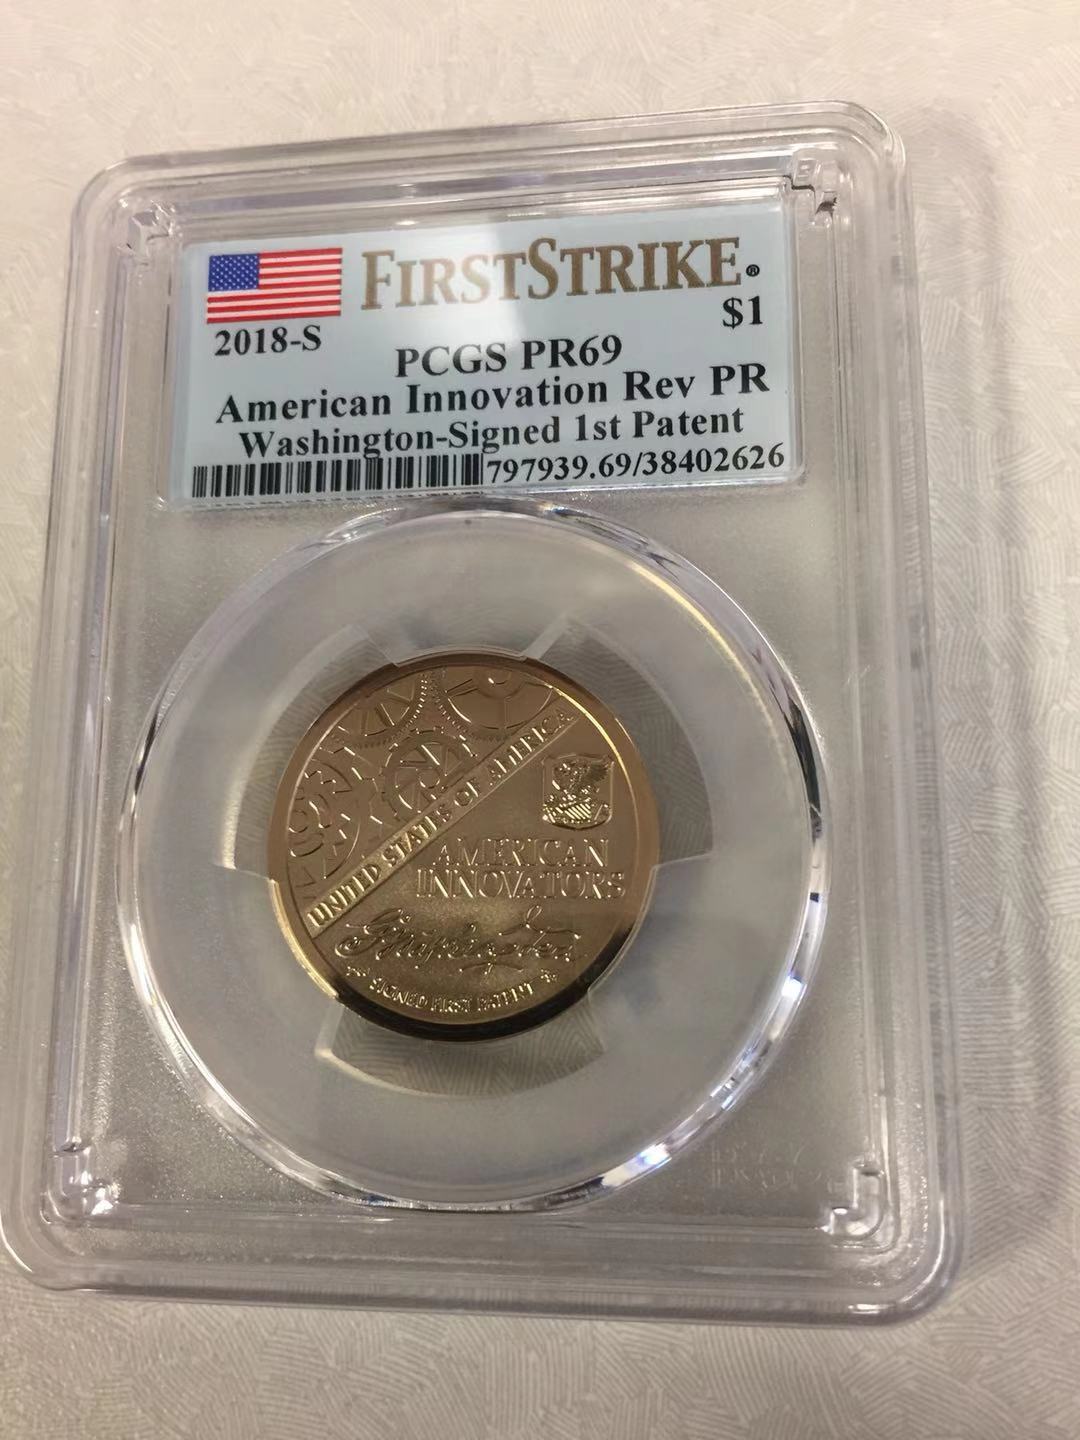 FIRSTSTRIKE®
2018-S
$1
PCGS PR69
American Innovation Rev PR
Washington-Signed 1st Patent
797939.69/38402626
UNITED STATES OF AMERICA
AMERICAN
INNOVATORS
SIGNED FIRST PATENT